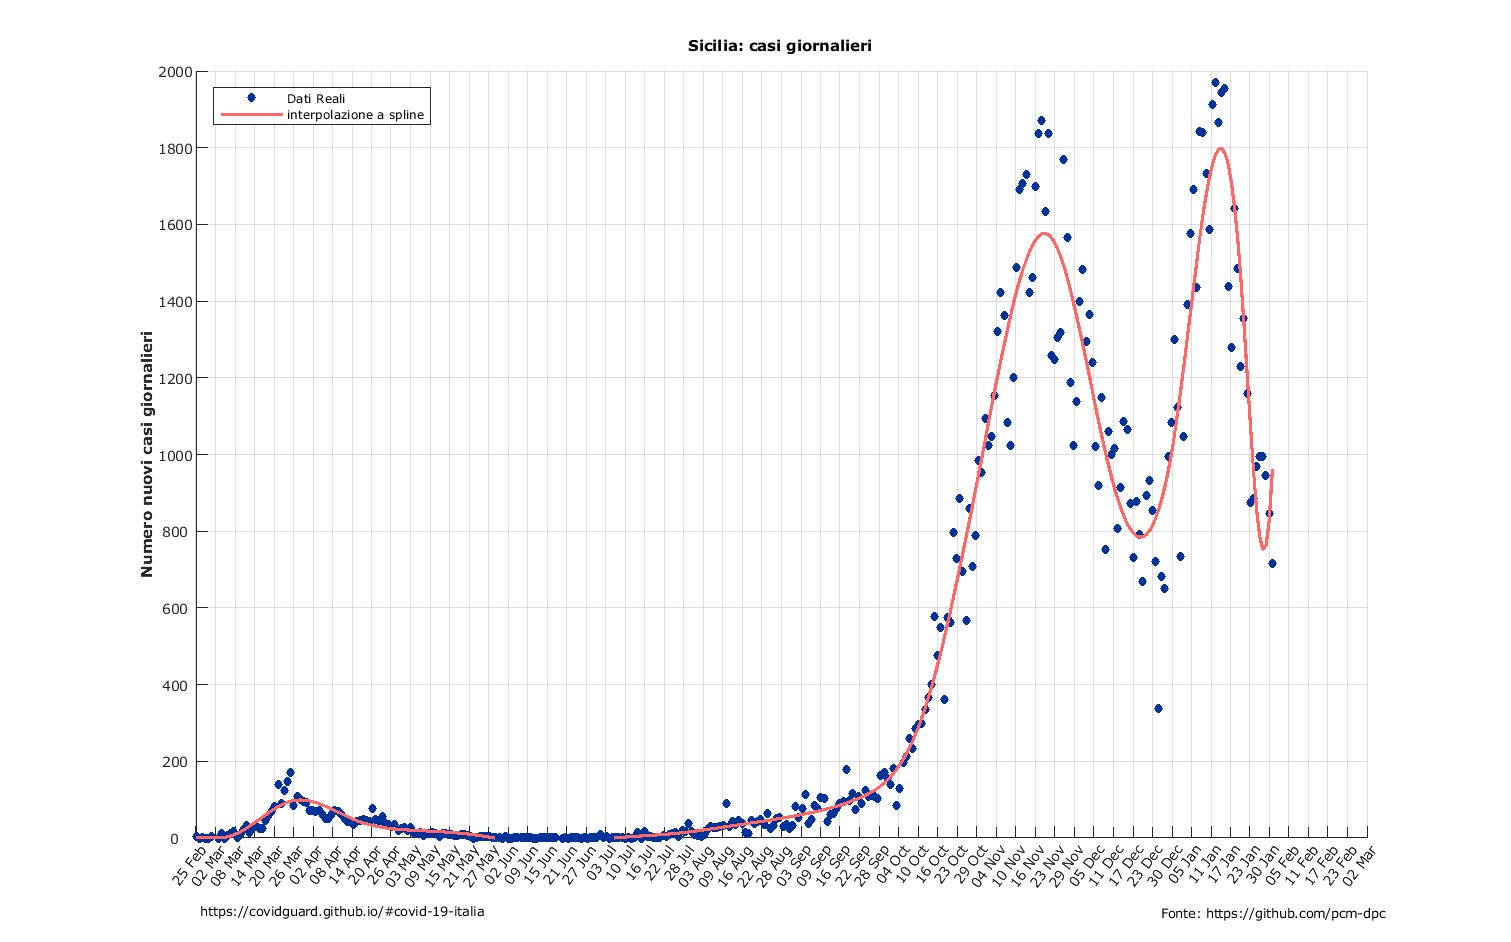 Sicilia: casi giornalieri
Dati Reali
interpolazione a spline
Numero nuovi casi giornalieri
2000
1800
1600
1400
1200
1000
800
600
400
200
0
25 Feb
02 Mar
08 Mar
14 Mar
20 Mar
26 Mar
02 Apr
08 Apr
14 Apr
20 Apr
26 Apr
03 May
09 May
15 May
21 May
27 May
02 Jun
09 Jun
15 Jun
21 Jun
27 Jun
03 Jul
10 Jul
16 Jul
22 Jul
28 Jul
03 Aug
09 Aug
16 Aug
22 Aug
28 Aug
03 Sep
09 Sep
16 Sep
22 Sep
28 Sep
04 Oct
10 Oct
16 Oct
23 Oct
29 Oct
04 Nov
10 Nov
16 Nov
23 Nov
29 Dec
05 Dec
11 Dec
17 Dec
23 Dec
30 Jan
05 Jan
11 Jan
17 Jan
23 Jan
30 Jan
05 Feb
11 Feb
17 Feb
23 Feb
02 Mar
https://covidguard.github.io/#covid-19-italia
Fonte: https://github.com/pcm-dpc